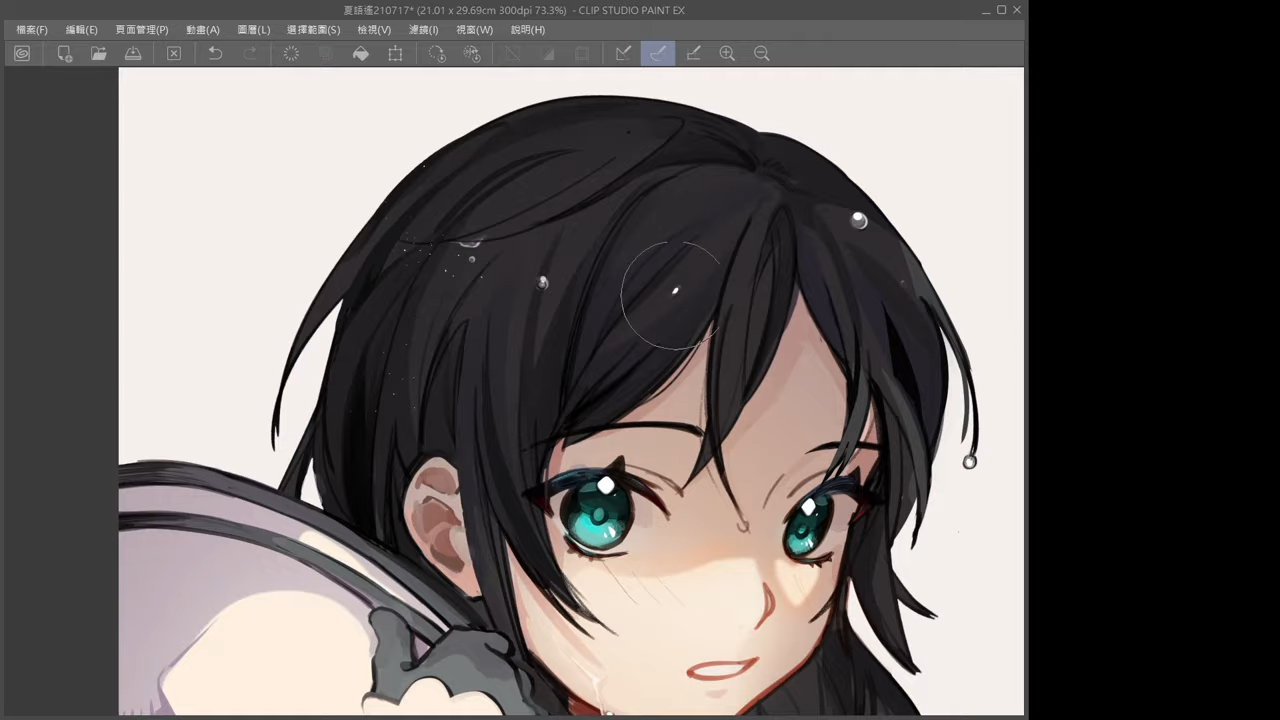 夏語遙210717* (21.01 x 29.69cm 300dpi 73.3%) - CLIP STUDIO PAINT EX
檔案(F) 編輯(E) 頁面管理(P) 動畫(A) 圖層(L) 選擇範圍(S) 檢視(V) 濾鏡(I) 視窗(W) 說明(H)